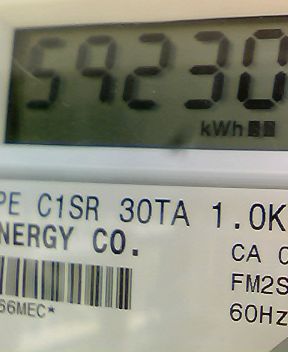 59230
kWh
PE C1SR 30TA 1.0K
NERGY CO.
CA
FM2S
66MEC*
60Hz